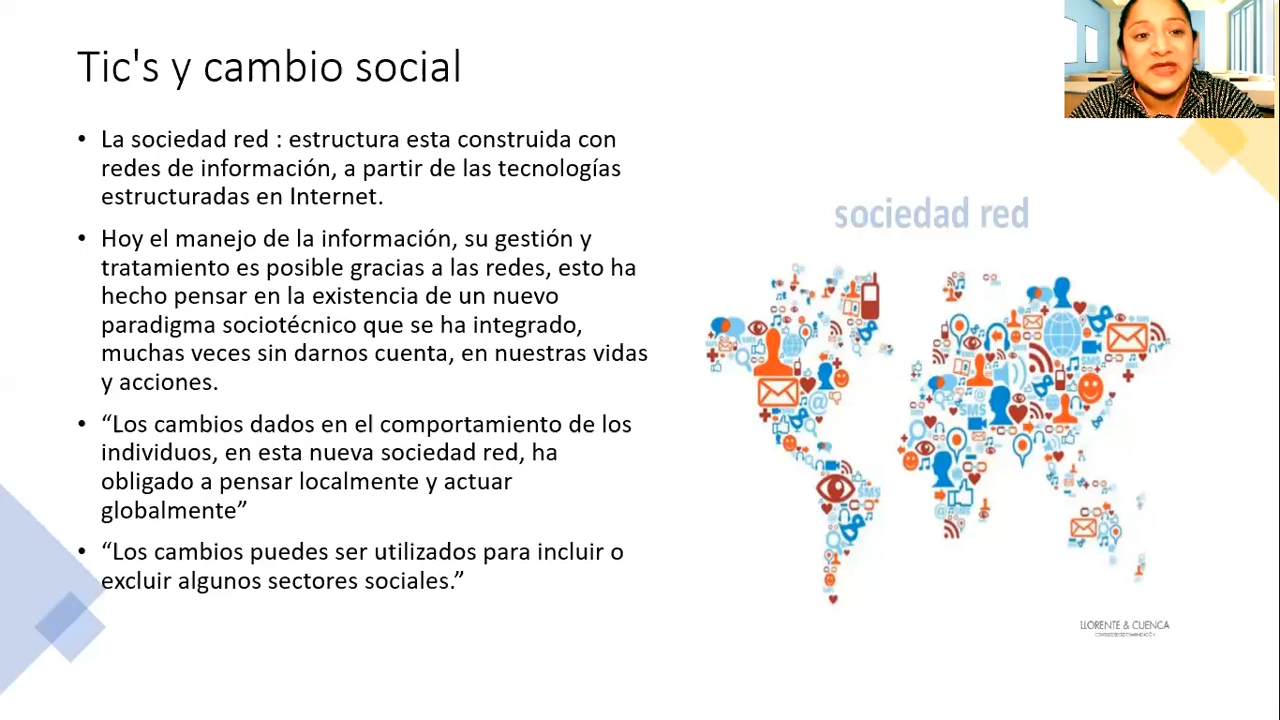 Tic's y cambio social
• La sociedad red : estructura esta construida con
redes de información, a partir de las tecnologías
estructuradas en Internet.
• Hoy el manejo de la información, su gestión y
tratamiento es posible gracias a las redes, esto ha
hecho pensar en la existencia de un nuevo
paradigma sociotécnico que se ha integrado,
muchas veces sin darnos cuenta, en nuestras vidas
y acciones.
• “Los cambios dados en el comportamiento de los
individuos, en esta nueva sociedad red, ha
obligado a pensar localmente y actuar
globalmente”
• “Los cambios puedes ser utilizados para incluir o
excluir algunos sectores sociales.”
sociedad red
SMS
SMS
SMS
SMS
LLORENTE & CUENCA